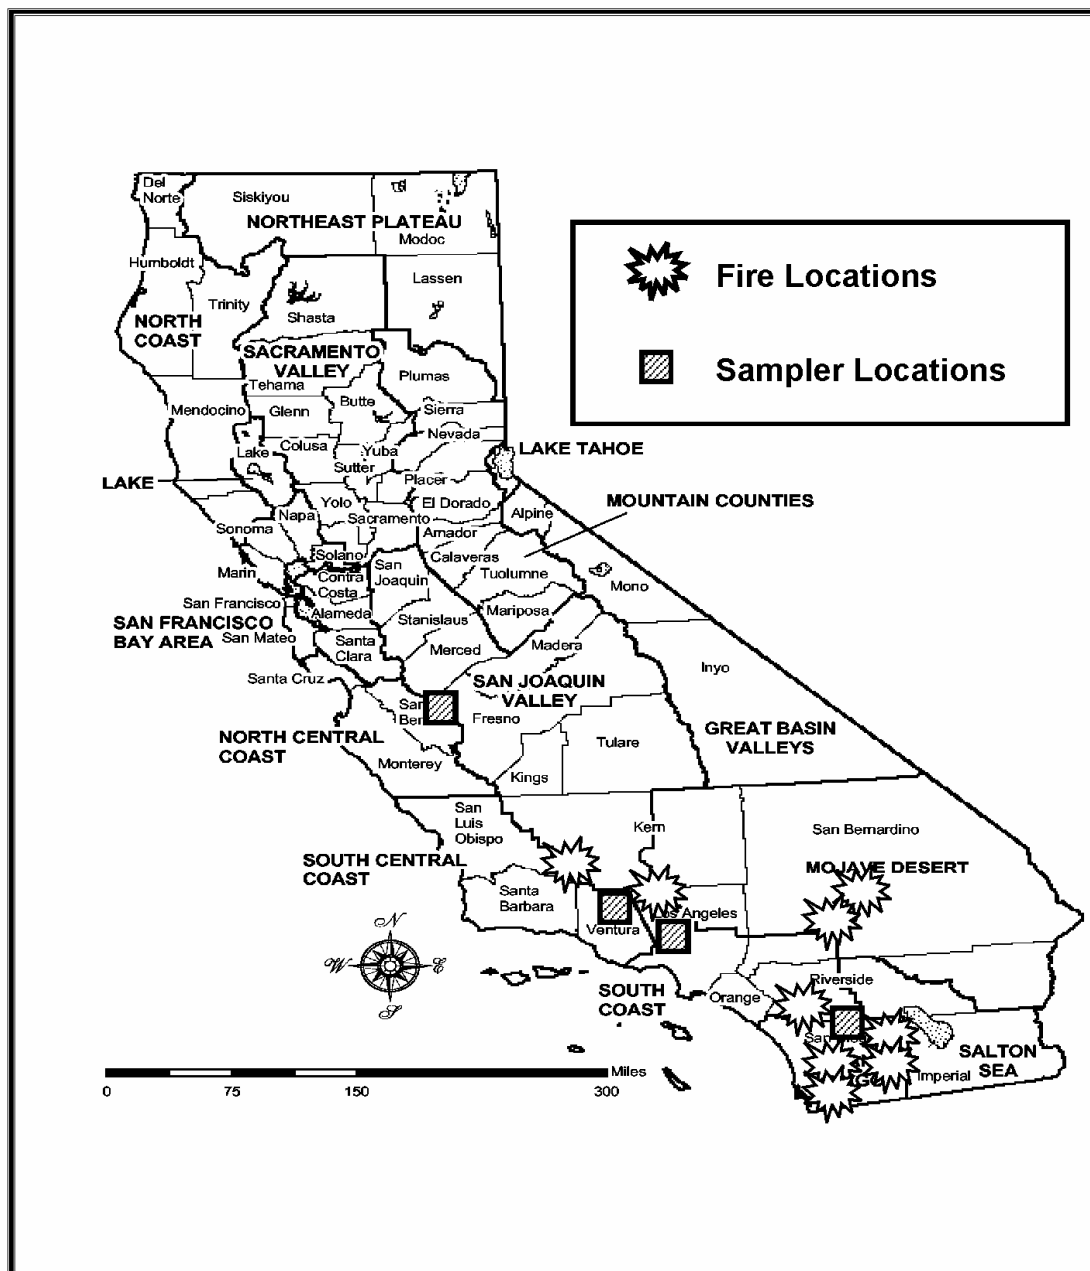 Del
Norte
Siskiyou
NORTHEAST PLATEAU
Modoc
Humboldt
Trinity
Shasta
Lassen
NORTH
COAST
SACRAMENTO
VALLEY
Tehama
Plumas
Mendocino
Glenn
Butte
Sierra
Nevada
Lake
Colusa
Yuba
Sutter
Placer
LAKE TAHOE
LAKE
Yolo
El Dorado
Napa
Sacramento
Alpine
MOUNTAIN COUNTIES
Sonoma
Amador
Solano
Calaveras
Marin
Contra
Costa
San
Joaquin
Tuolumne
Mono
San Francisco
Alameda
Stanislaus
Mariposa
SAN FRANCISCO
BAY AREA
San Mateo
Santa
Clara
Merced
Madera
Inyo
Santa Cruz
SAN JOAQUIN
VALLEY
Fresno
NORTH CENTRAL
COAST
Monterey
Tulare
Kings
GREAT BASIN
VALLEYS
San
Luis
Obispo
Kern
San Bernardino
SOUTH CENTRAL
COAST
MOJAVE DESERT
Santa
Barbara
Ventura
Los Angeles
N
W
E
S
SOUTH
COAST
Orange
Riverside
SALTON
SEA
Imperial
Miles
0 75 150 300
Fire Locations
Sampler Locations